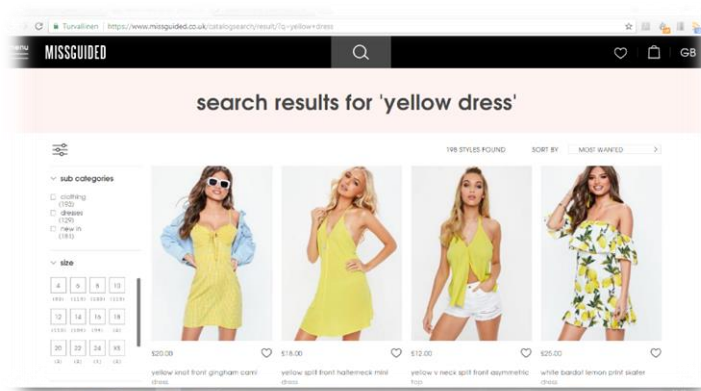 Turvallinen | https://www.missguided.co.uk/catalogsearch/result/?q=yellow+dress
menu
MISSGUIDED
GB
search results for 'yellow dress'
198 STYLES FOUND
SORT BY
MOST WANTED
sub categories
clothing
(192)
dresses
(129)
new in
(181)
size
4 6 8 10
12 14 16 18
20 22 24
$20.00
yellow knot front gingham cami
dress
$18.00
yellow split front halterneck mini
dress
$12.00
yellow v neck split front asymmetric
top
$25.00
white bardot lemon print skater
dress